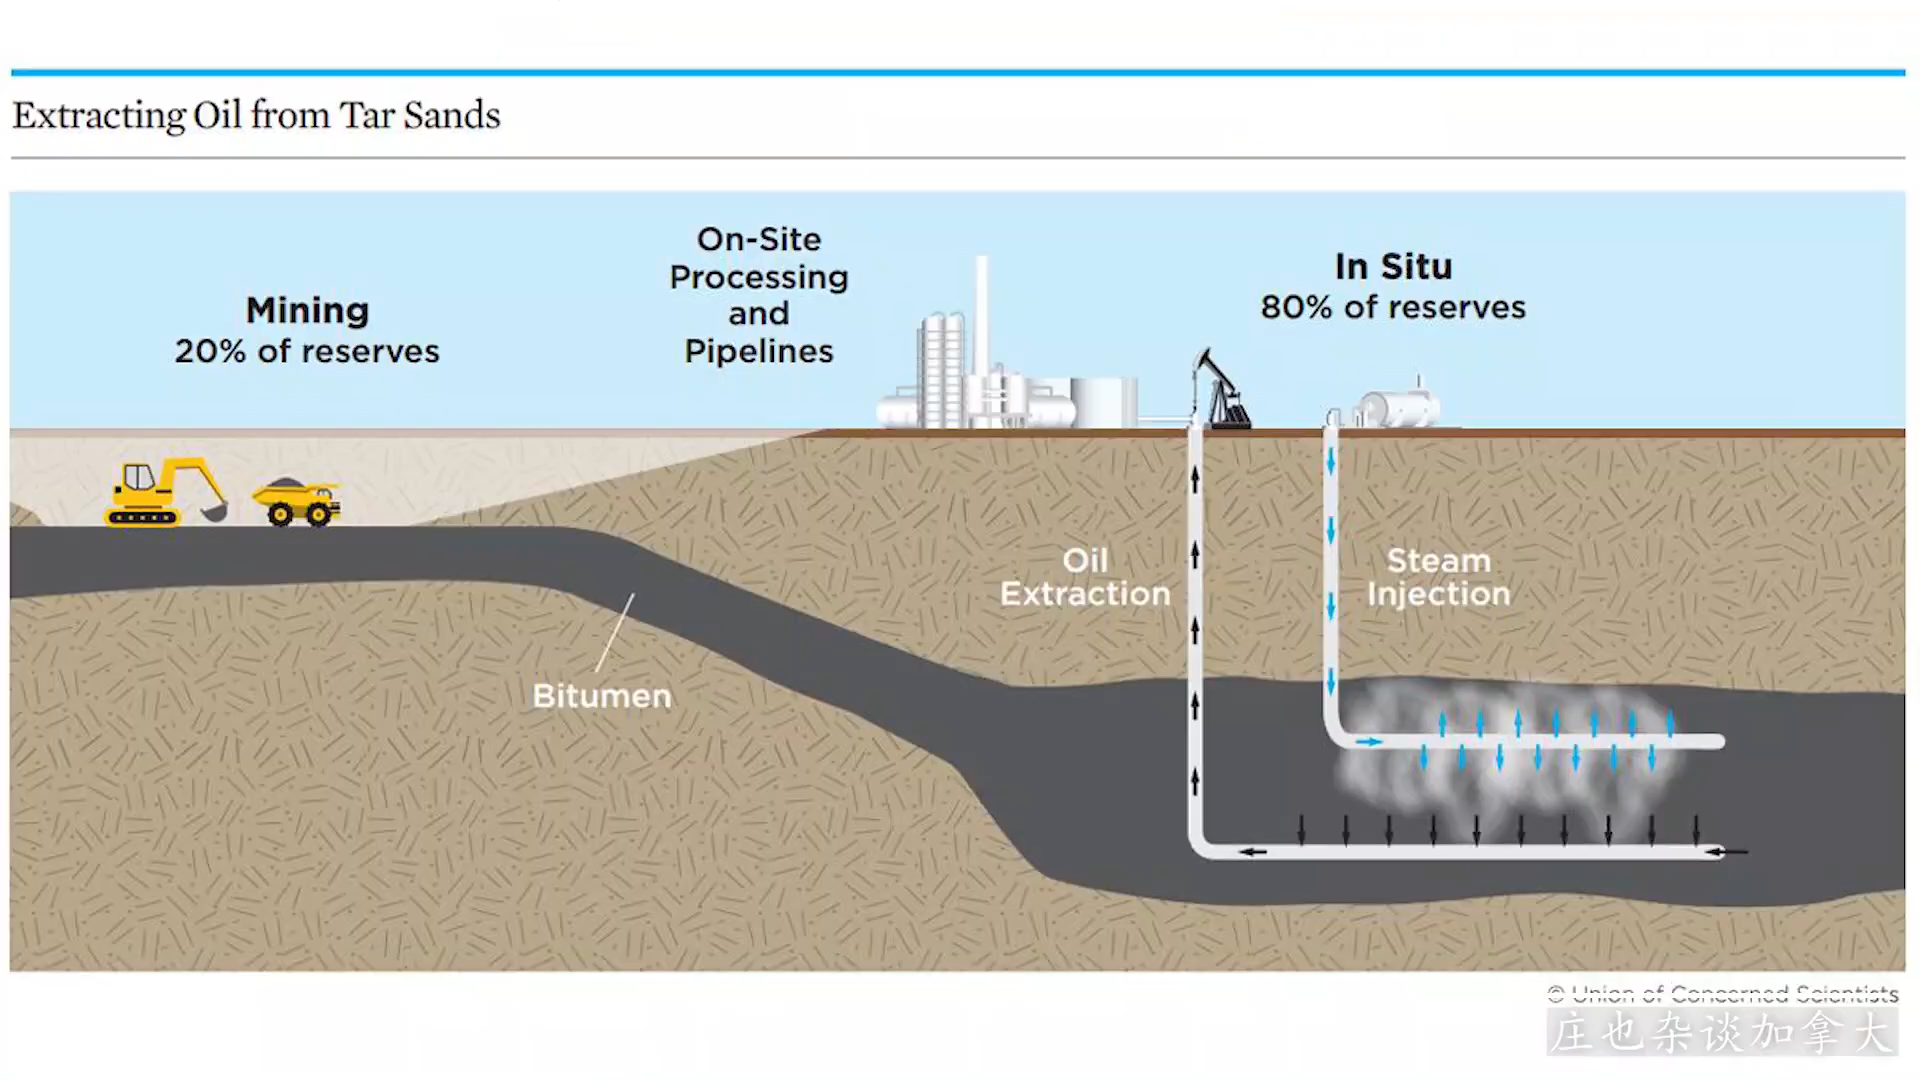 Extracting Oil from Tar Sands
Mining
20% of reserves
On-Site
Processing
and
Pipelines
In Situ
80% of reserves
Oil
Extraction
Steam
Injection
Bitumen
© Union of Concerned Scientists
庄也杂谈加拿大